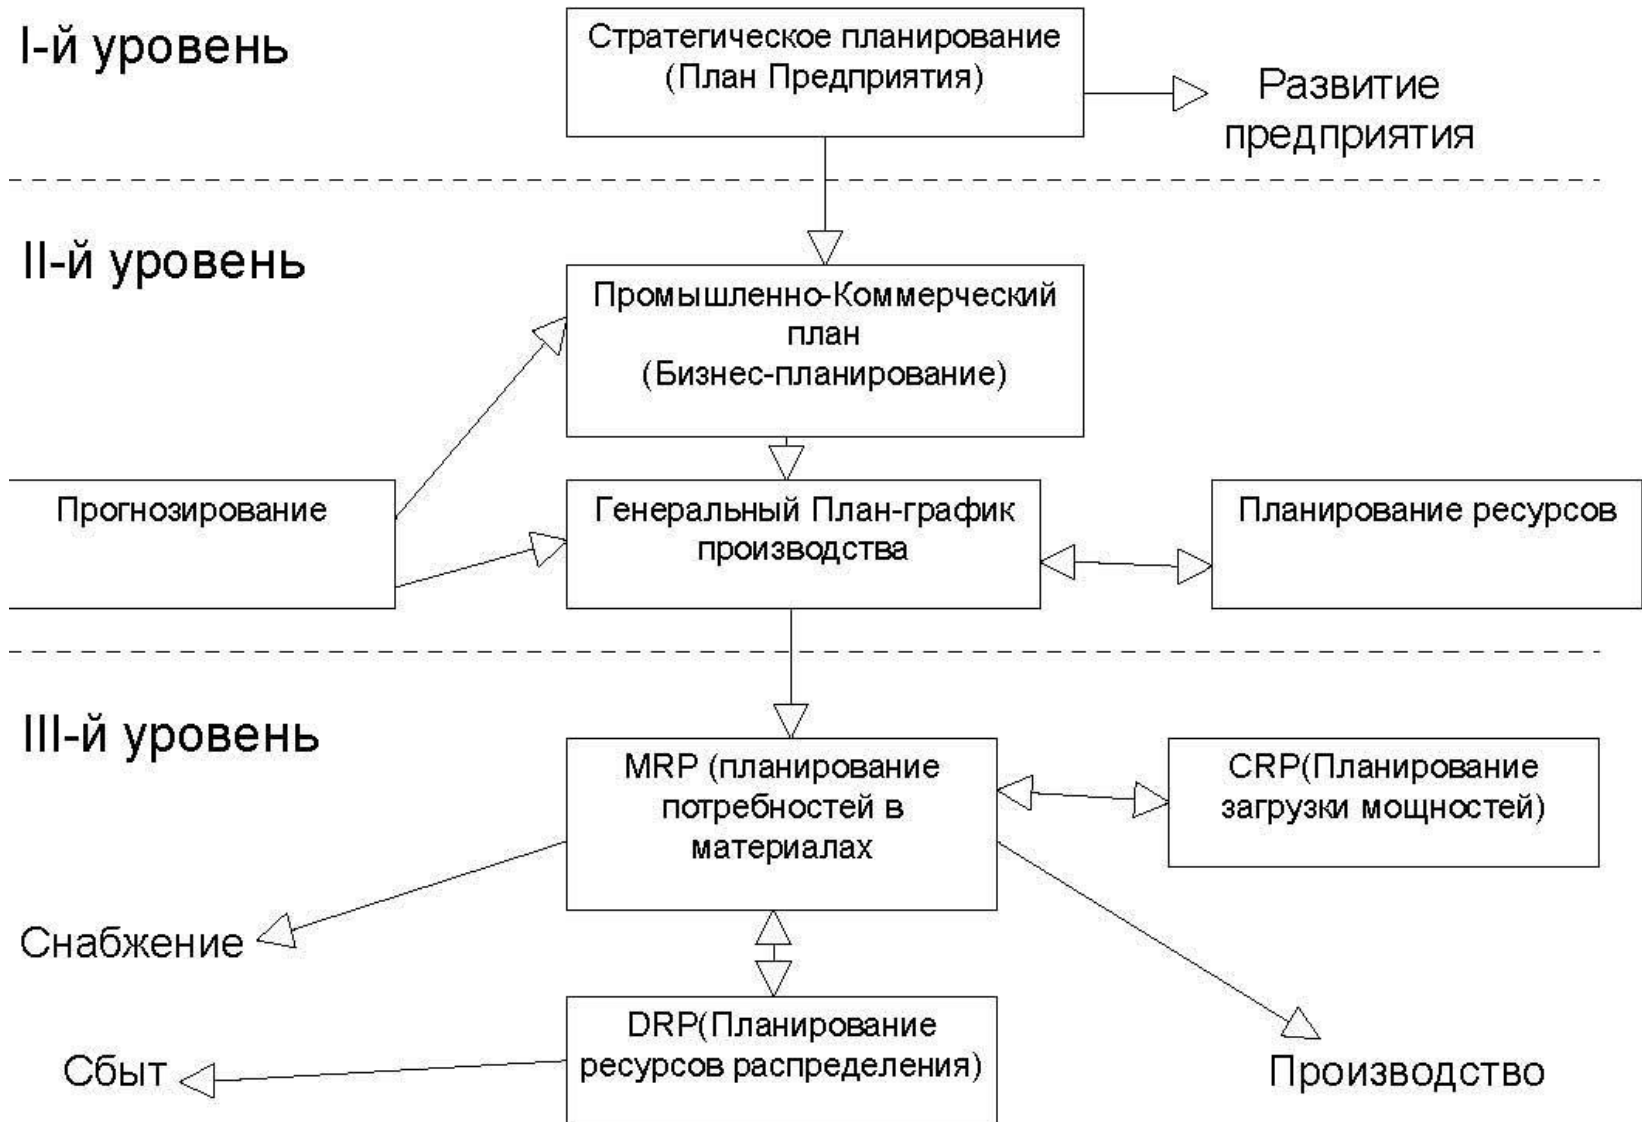 I-й уровень
Стратегическое планирование
(План Предприятия)
Развитие
предприятия
II-й уровень
Промышленно-Коммерческий
план
(Бизнес-планирование)
Прогнозирование
Генеральный План-график
производства
Планирование ресурсов
III-й уровень
MRP (планирование
потребностей в
материалах
CRP(Планирование
загрузки мощностей)
Снабжение
DRP(Планирование
ресурсов распределения)
Сбыт
Производство